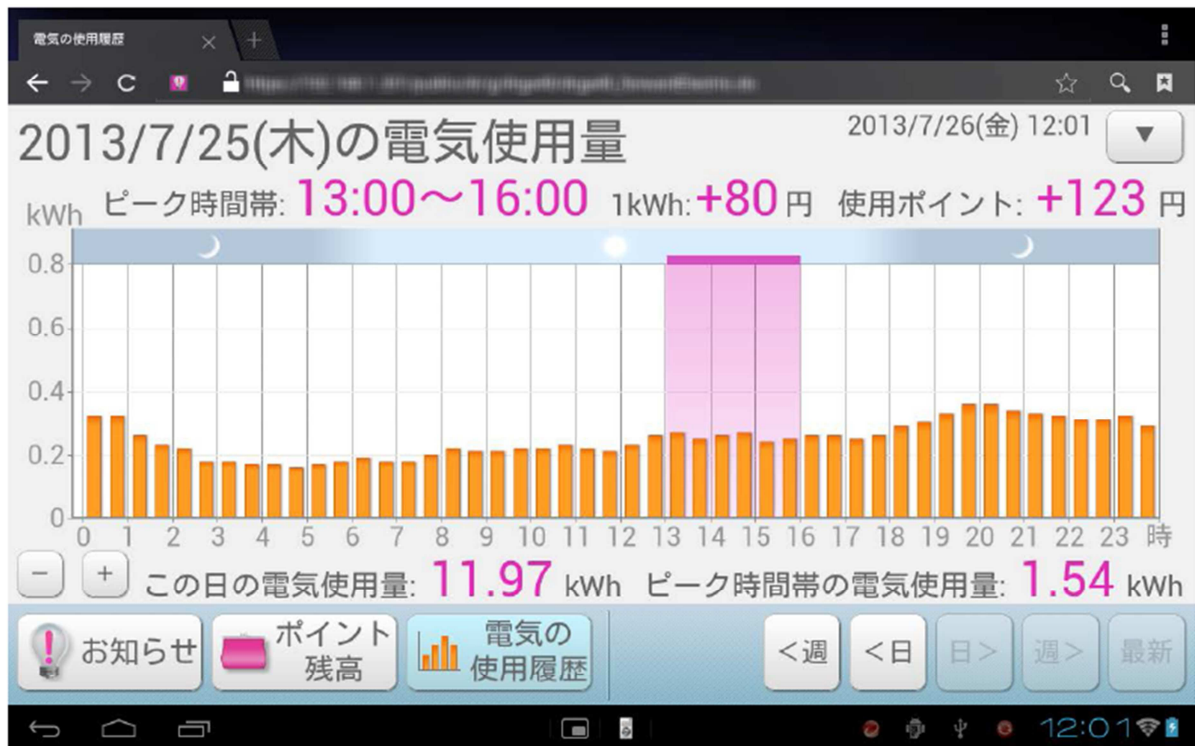 電気の使用履歴
2013/7/25(木)の電気使用量
2013/7/26(金) 12:01
▼
kWh
ピーク時間帯: 13:00〜16:00 1kWh:+80 円 使用ポイント: +123 円
0.8
0.6
0.4
0.2
0
0 1 2 3 4 5 6 7 8 9 10 11 12 13 14 15 16 17 18 19 20 21 22 23 時
− + この日の電気使用量: 11.97 kWh ピーク時間帯の電気使用量: 1.54 kWh
お知らせ
ポイント
残高
電気の
使用履歴
<週
<日
日>
週>
最新
12:01